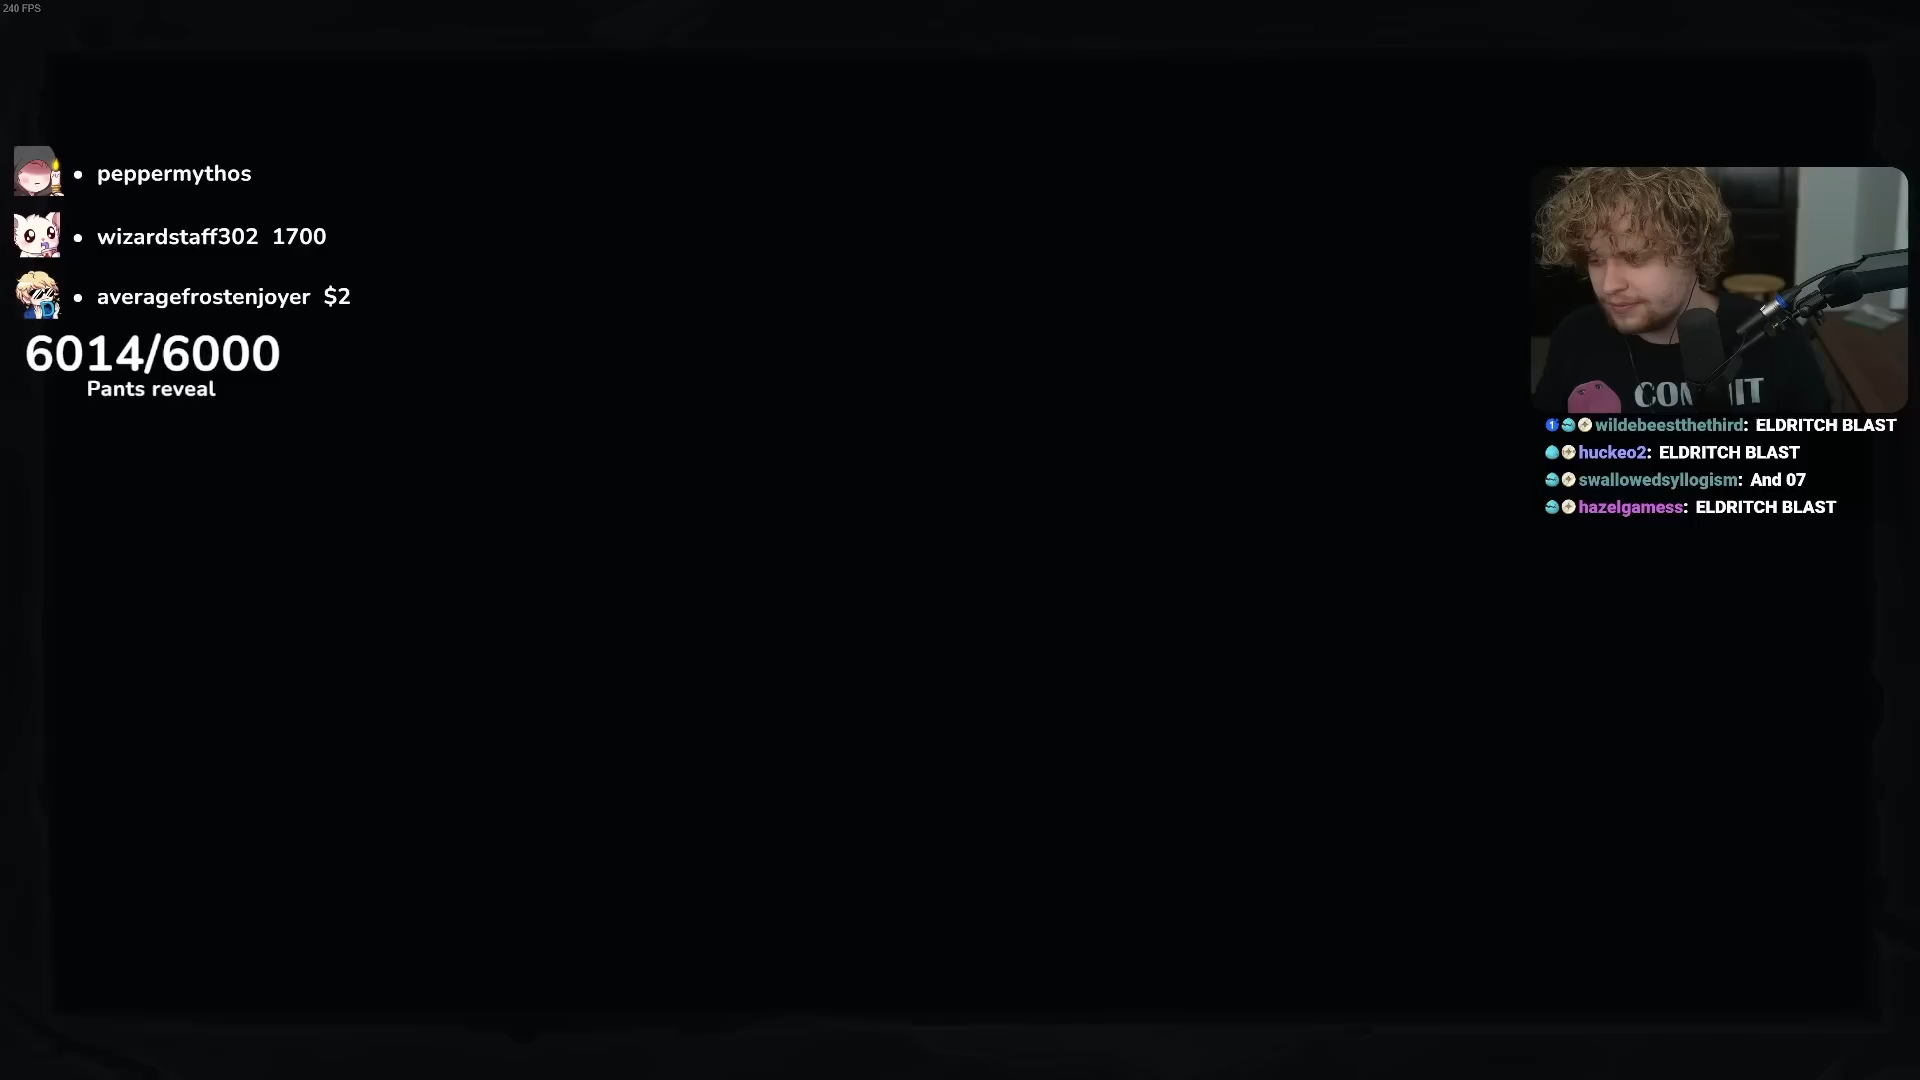 240 FPS
peppermythos
wizardstaff302 1700
averagefrostenjoyer $2
6014/6000
Pants reveal
wildebeestthethird: ELDRITCH BLAST
huckeo2: ELDRITCH BLAST
swallowedsyllogism: And 07
hazelgamess: ELDRITCH BLAST